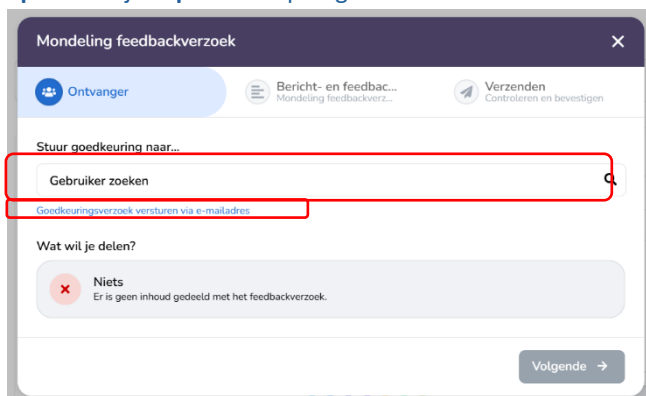 Mondeling feedbackverzoek
Ontvanger
Bericht- en feedbac...
Mondeling feedbackverz...
Verzenden
Controleren en bevestigen
Stuur goedkeuring naar...
Gebruiker zoeken
Goedkeuringsverzoek versturen via e-mailadres
Wat wil je delen?
Niets
Er is geen inhoud gedeeld met het feedbackverzoek.
Volgende →